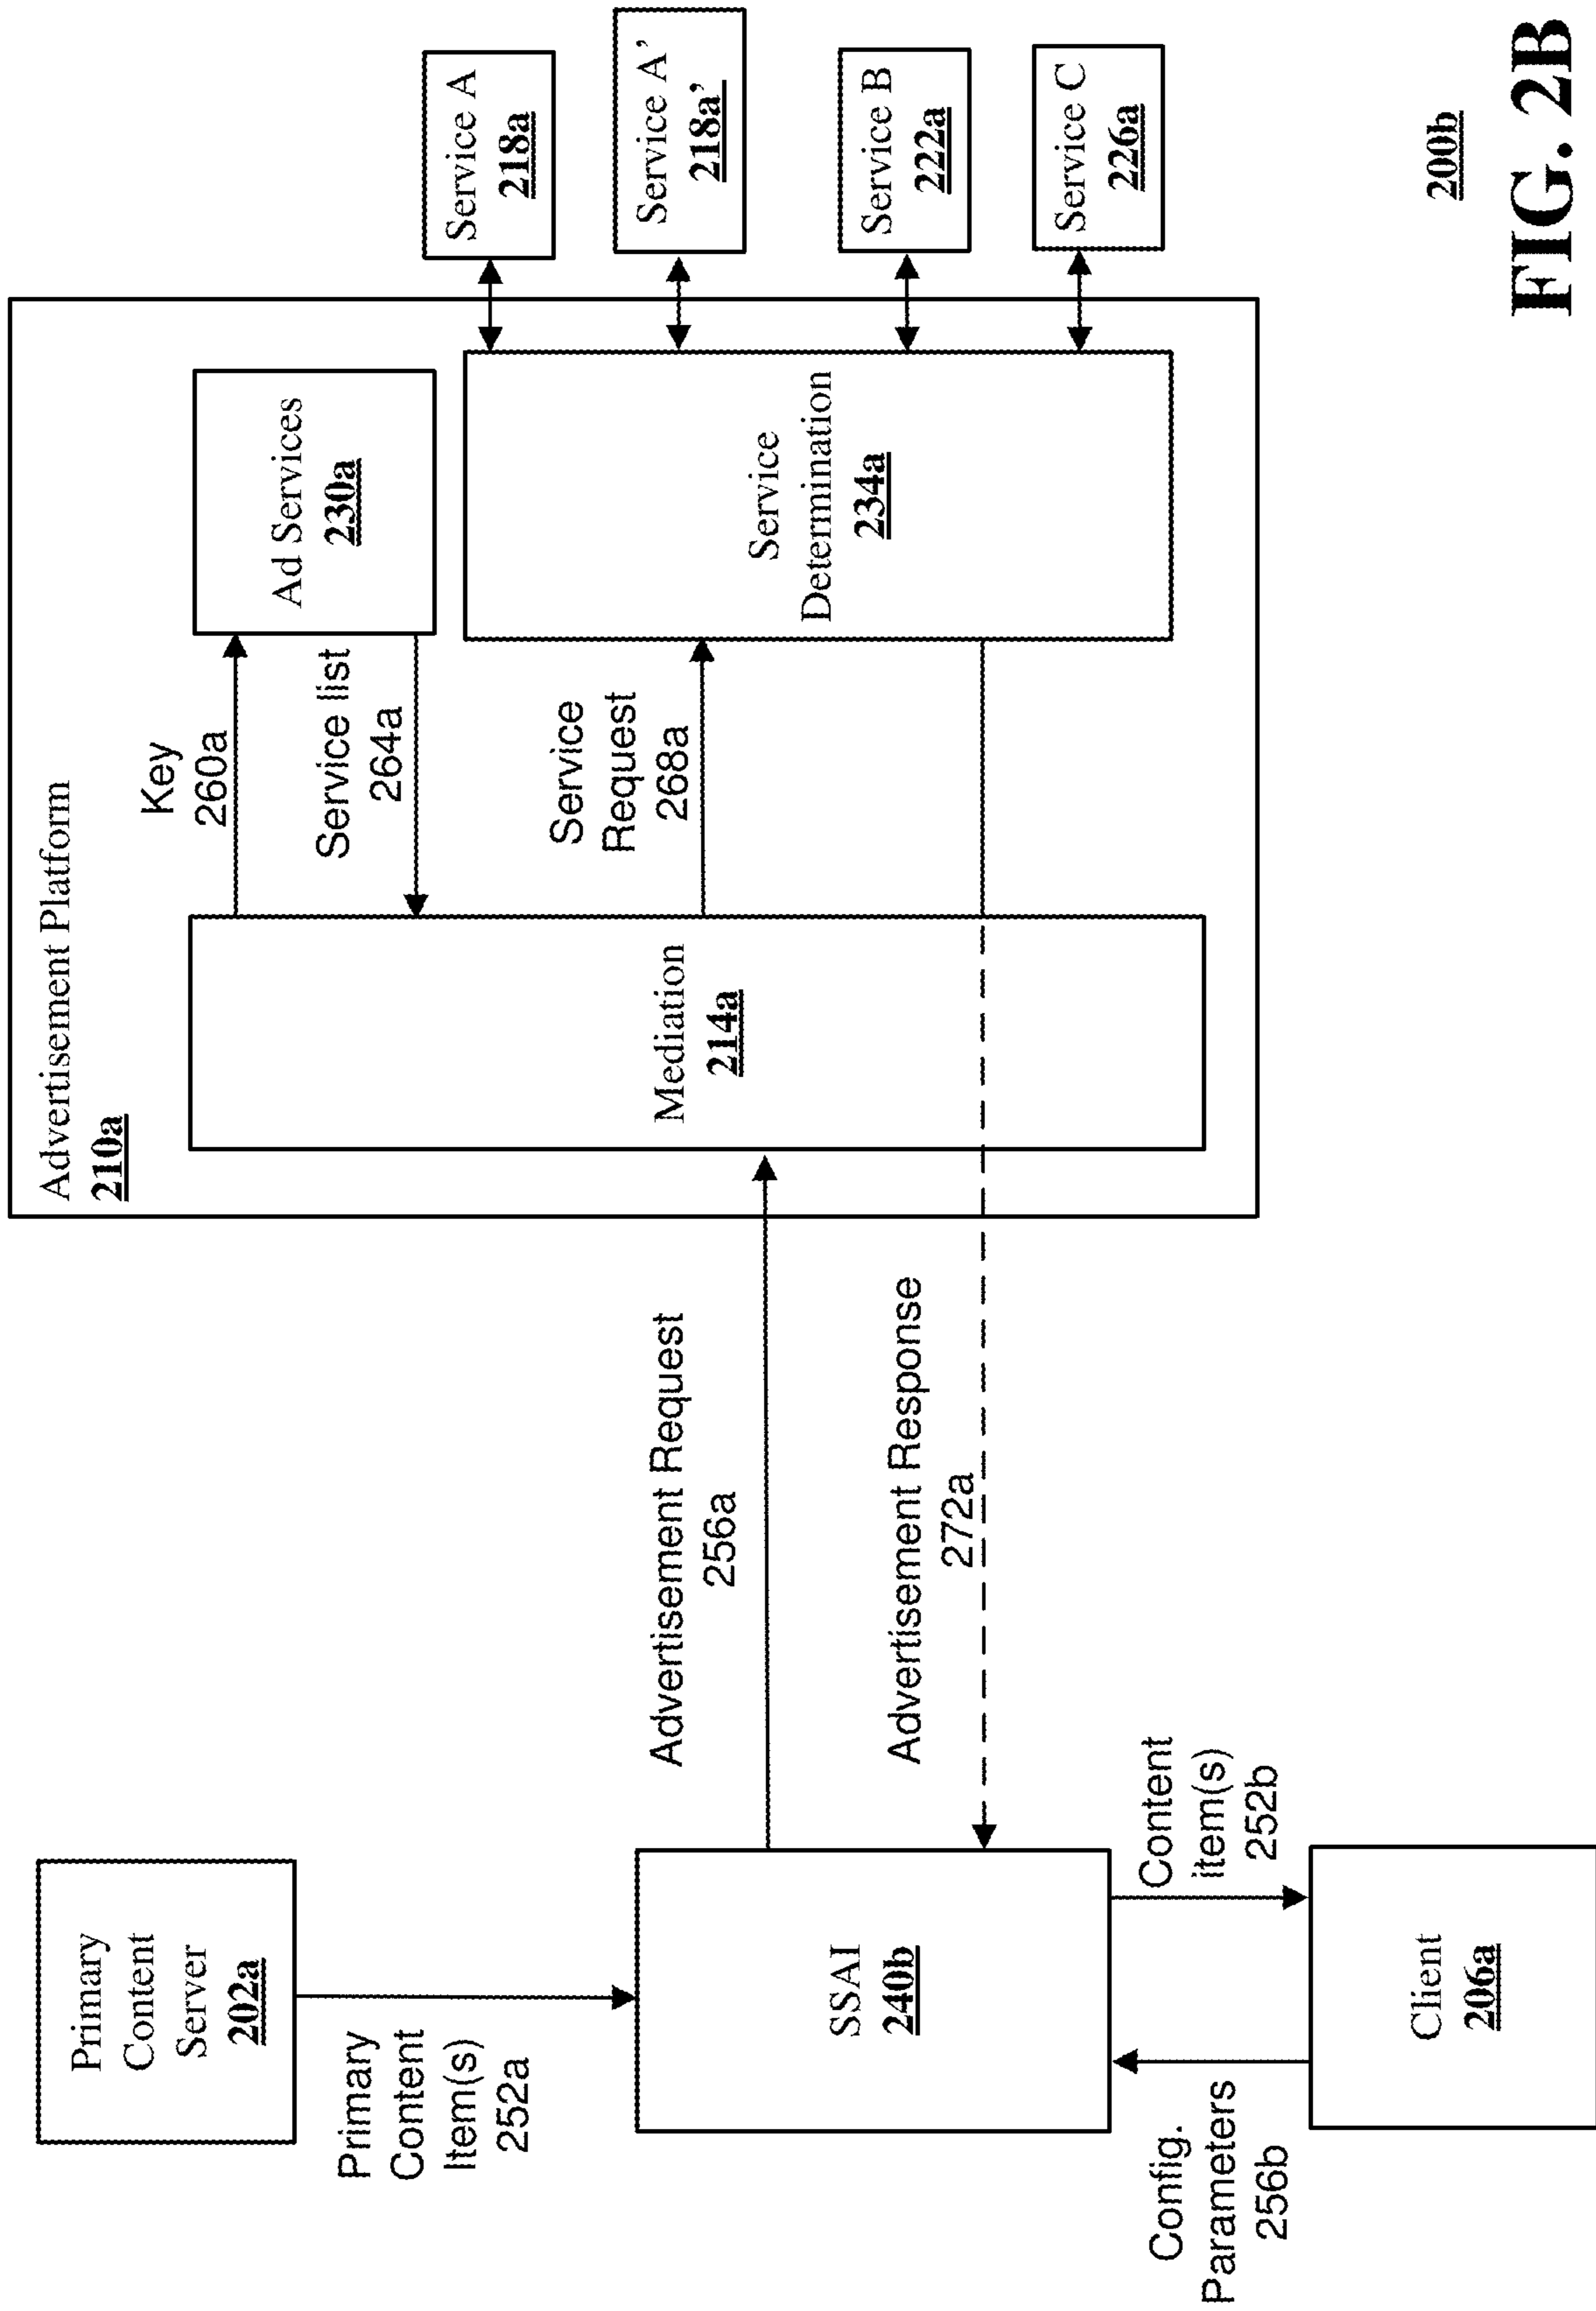 Advertisement Platform
210a
Primary
Content
Server
202a
Primary
Content
Item(s)
252a
SSAI
240b
Config.
Parameters
256b
Content
item(s)
252b
Client
206a
Advertisement Request
256a
Advertisement Response
272a
Mediation
214a
Key
260a
Service list
264a
Service
Request
268a
Ad Services
230a
Service
Determination
234a
Service A
218a
Service A'
218a'
Service B
222a
Service C
226a
200b
FIG. 2B